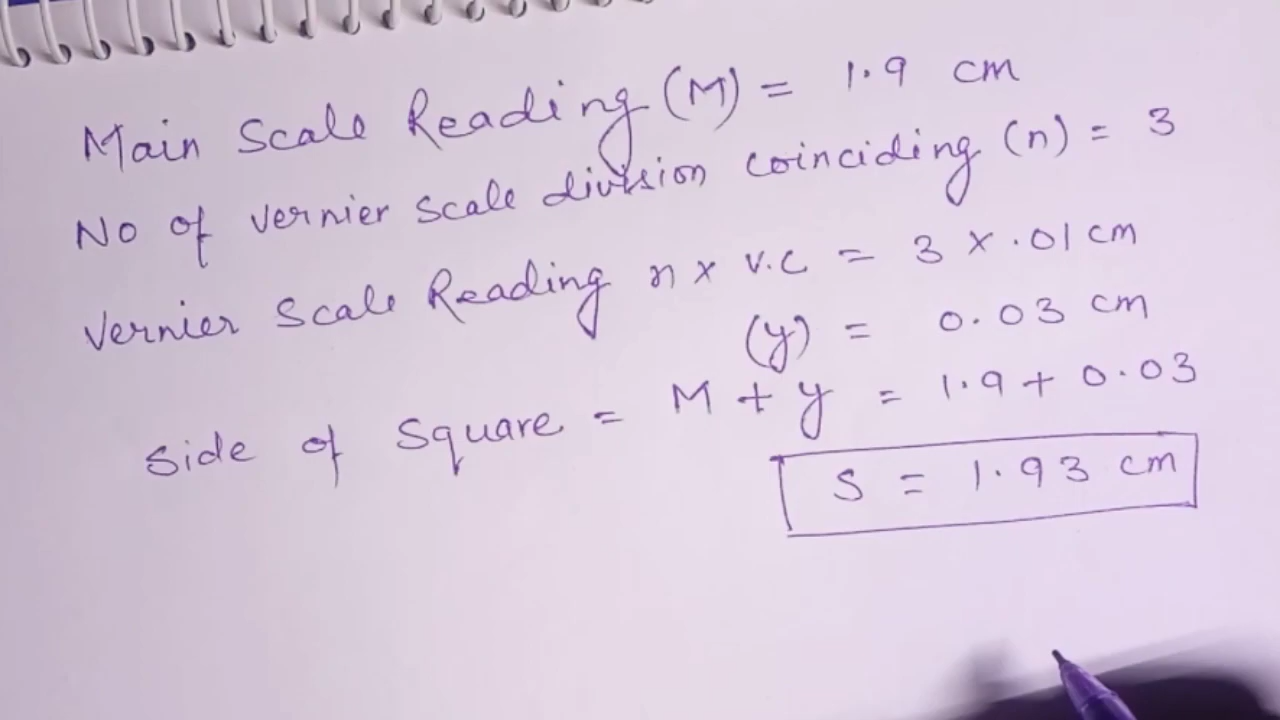 Main Scale Reading (M) = 1.9 cm
No of vernier scale division coinciding (n) = 3
Vernier Scale Reading n x v.c = 3 x .01 cm
(y) = 0.03 cm
Side of Square = M + y = 1.9 + 0.03
S = 1.93 cm